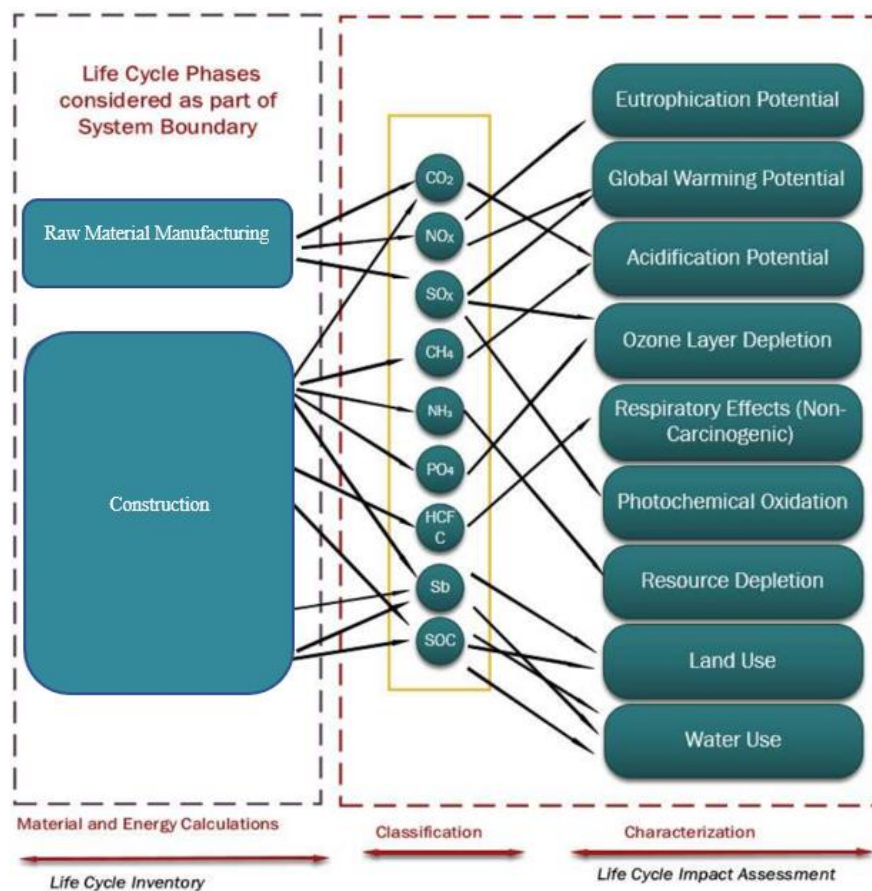 Life Cycle Phases
considered as part of
System Boundary
Raw Material Manufacturing
Construction
CO₂
NOₓ
SOₓ
CH₄
NH₃
PO₄
HCF
C
Sb
SOC
Eutrophication Potential
Global Warming Potential
Acidification Potential
Ozone Layer Depletion
Respiratory Effects (Non-
Carcinogenic)
Photochemical Oxidation
Resource Depletion
Land Use
Water Use
Material and Energy Calculations
Classification
Characterization
Life Cycle Inventory
Life Cycle Impact Assessment